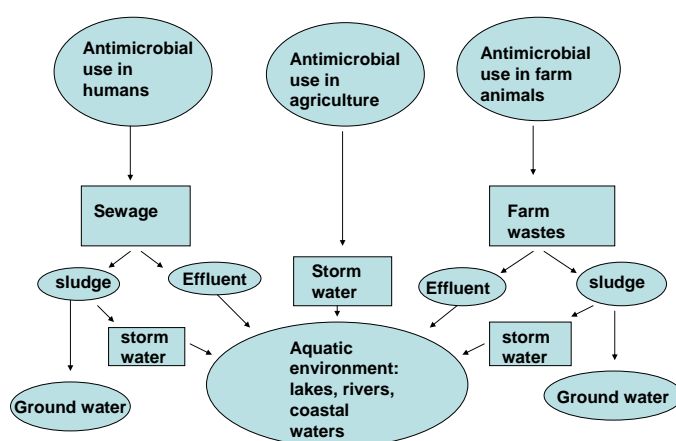 Antimicrobial
use in
humans
Antimicrobial
use in
agriculture
Antimicrobial
use in farm
animals
Sewage
Farm
wastes
sludge
Effluent
Storm
water
Effluent
sludge
storm
water
Aquatic
environment:
lakes, rivers,
coastal
waters
storm
water
Ground water
Ground water